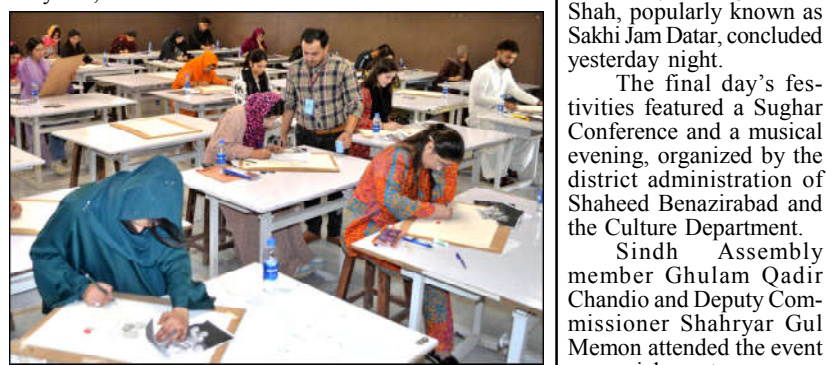 Shah, popularly known as
Sakhi Jam Datar, concluded
yesterday night.
The final day's fes-
tivities featured a Sughar
Conference and a musical
evening, organized by the
district administration of
Shaheed Benazirabad and
the Culture Department.
Sindh Assembly
member Ghulam Qadir
Chandio and Deputy Com-
missioner Shahryar Gul
Memon attended the event